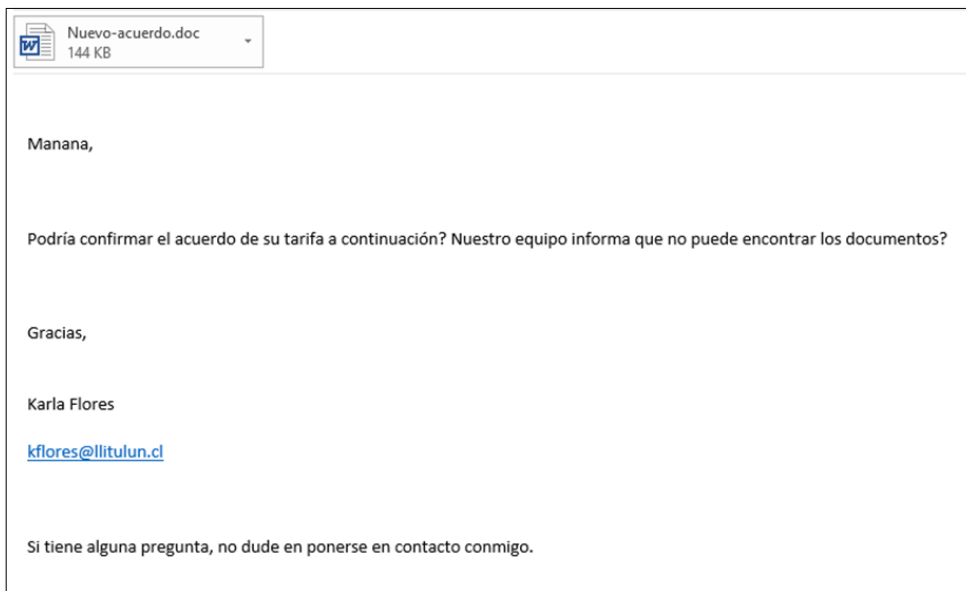 Nuevo-acuerdo.doc
144 KB
Manana,
Podría confirmar el acuerdo de su tarifa a continuación? Nuestro equipo informa que no puede encontrar los documentos?
Gracias,
Karla Flores
kflores@llitulun.cl
Si tiene alguna pregunta, no dude en ponerse en contacto conmigo.